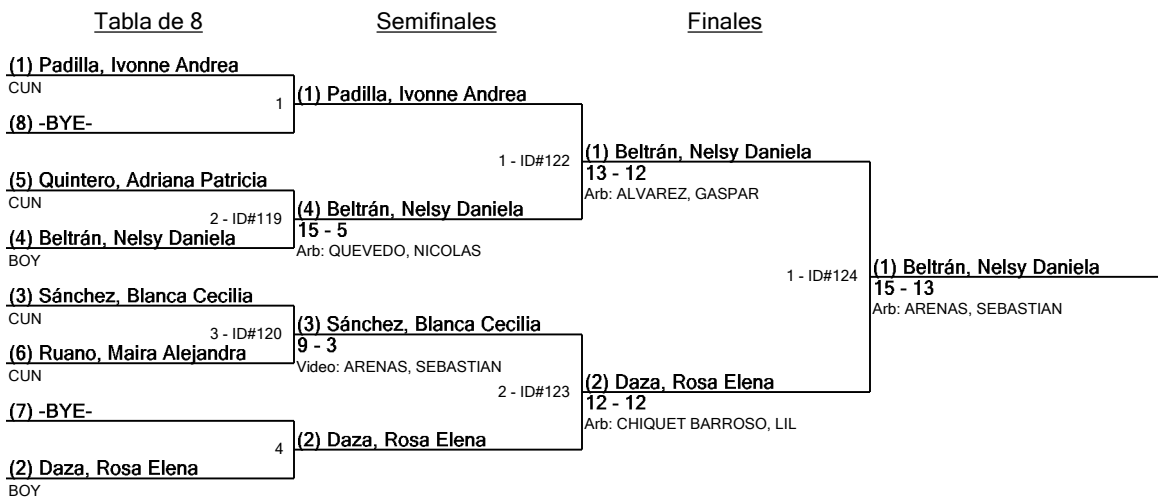 Tabla de 8
Semifinales
Finales
(1) Padilla, Ivonne Andrea
CUN
1
(8) -BYE-
(5) Quintero, Adriana Patricia
CUN
2 - ID#119
(4) Beltrán, Nelsy Daniela
BOY
(3) Sánchez, Blanca Cecilia
CUN
3 - ID#120
(6) Ruano, Maira Alejandra
CUN
(7) -BYE-
4
(2) Daza, Rosa Elena
BOY
(1) Padilla, Ivonne Andrea
1 - ID#122
(4) Beltrán, Nelsy Daniela
15 - 5
Arb: QUEVEDO, NICOLAS
(3) Sánchez, Blanca Cecilia
9 - 3
Video: ARENAS, SEBASTIAN
2 - ID#123
(2) Daza, Rosa Elena
(1) Beltrán, Nelsy Daniela
13 - 12
Arb: ALVAREZ, GASPAR
1 - ID#124
(2) Daza, Rosa Elena
12 - 12
Arb: CHIQUET BARROSO, LIL
(1) Beltrán, Nelsy Daniela
15 - 13
Arb: ARENAS, SEBASTIAN